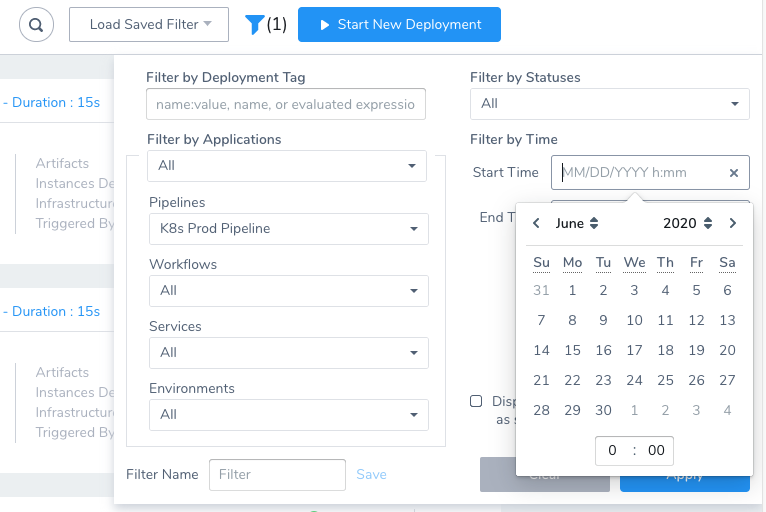 Load Saved Filter
(1)
Start New Deployment
Filter by Deployment Tag
name:value, name, or evaluated expressio
Filter by Applications
All
Pipelines
K8s Prod Pipeline
Workflows
All
Services
All
Environments
All
Filter Name
Filter
Save
Filter by Statuses
All
Filter by Time
Start Time
MM/DD/YYYY h:mm
End T
June
2020
Su Mo Tu We Th Fr Sa
31 1 2 3 4 5 6
7 8 9 10 11 12 13
14 15 16 17 18 19 20
21 22 23 24 25 26 27
28 29 30 1 2 3 4
0 : 00
Disp
as s
Clear
Apply
- Duration : 15s
Artifacts
Instances De
Infrastructure
Triggered By
- Duration : 15s
Artifacts
Instances De
Infrastructure
Triggered By